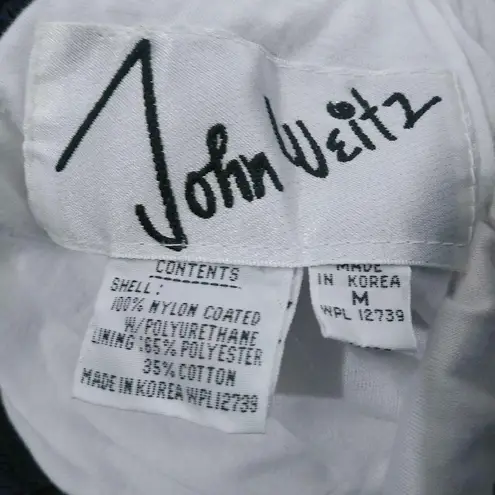 John Weitz
CONTENTS
SHELL:
100% NYLON COATED
W/POLYURETHANE
LINING:65% POLYESTER
35% COTTON
MADE IN KOREA WPL12739
MADE
IN KOREA
M
WPL 12739